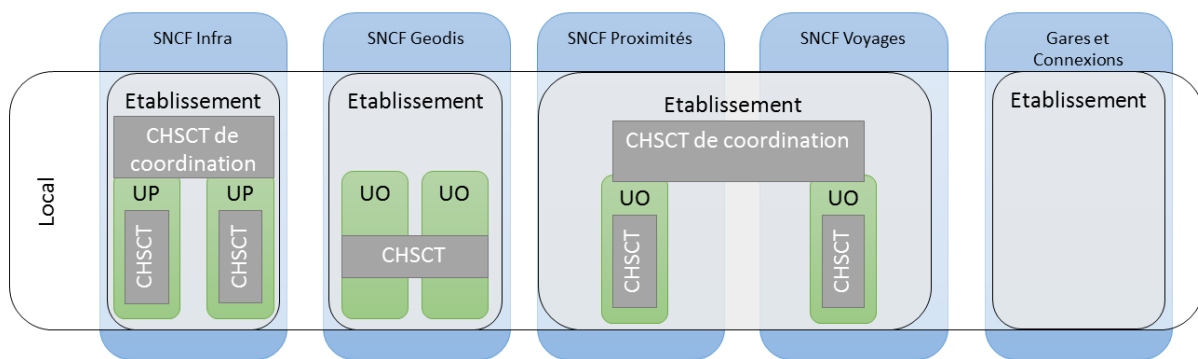 SNCF Infra
SNCF Geodis
SNCF Proximités
SNCF Voyages
Gares et
Connexions
Local
Etablissement
CHSCT de
coordination
UP
UP
CHSCT
CHSCT
Etablissement
UO
UO
CHSCT
Etablissement
CHSCT de coordination
UO
UO
CHSCT
CHSCT
Etablissement